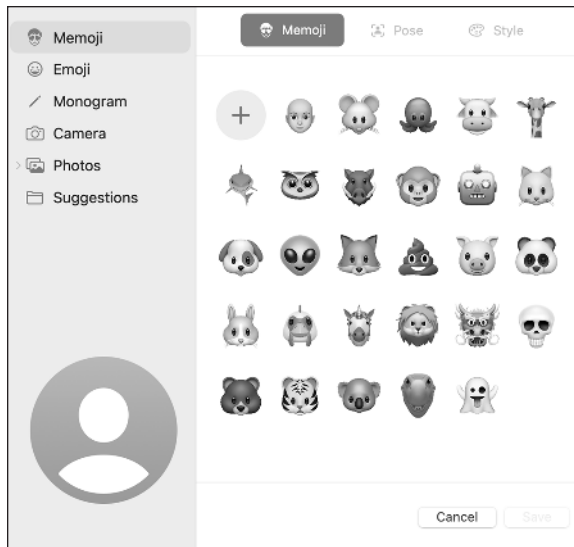 Memoji
Emoji
Monogram
Camera
Photos
Suggestions
Memoji
Pose
Style
Cancel
Save